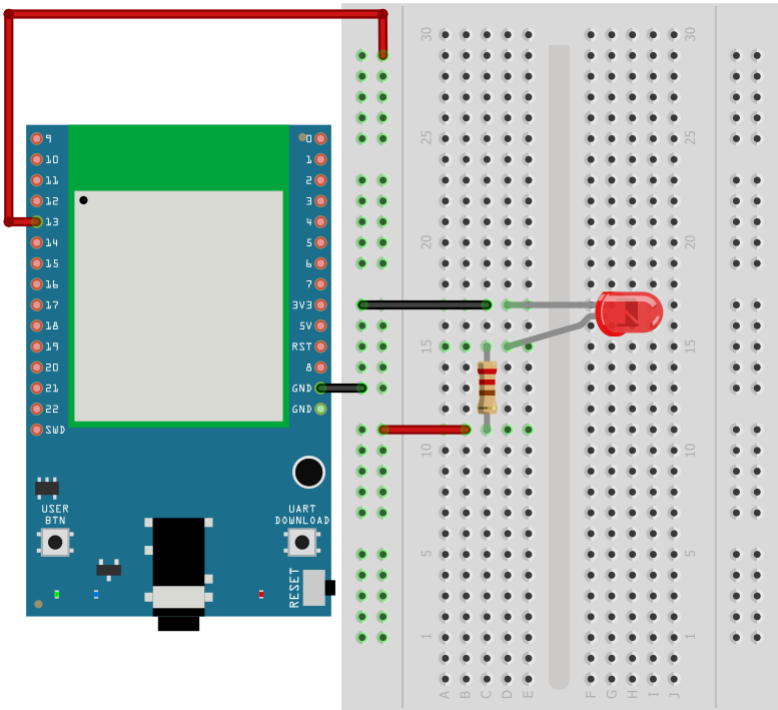 30 30
9 0
10 1
25 25
11 2
12 3
13 4
14 5
20 20
15 6
16 7
17 3V3
18 5V
19 RST
15 15
20 8
21 GND
22 GND
SWD
10 10
USER
BTN
UART
DOWNLOAD
5 5
RESET
1 1
A B C D E F G H I J